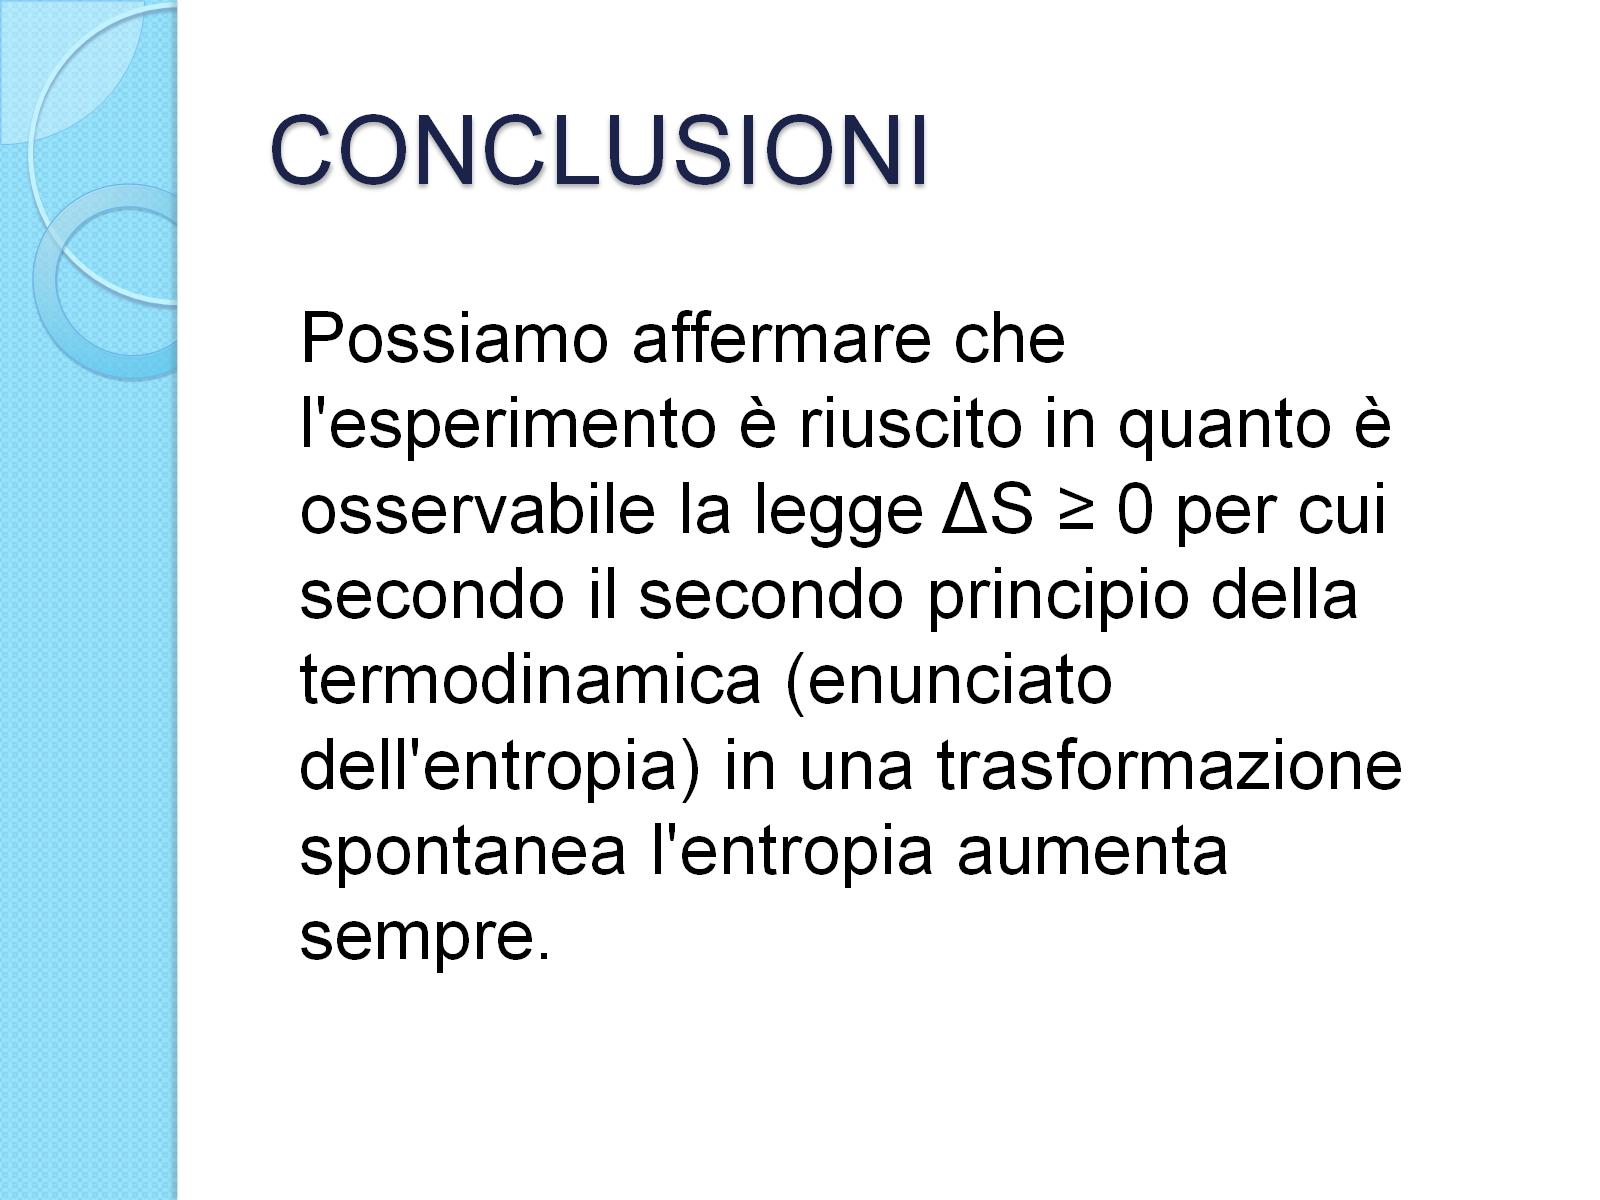 CONCLUSIONI
Possiamo affermare che
l'esperimento è riuscito in quanto è
osservabile la legge ΔS ≥ 0 per cui
secondo il secondo principio della
termodinamica (enunciato
dell'entropia) in una trasformazione
spontanea l'entropia aumenta
sempre.